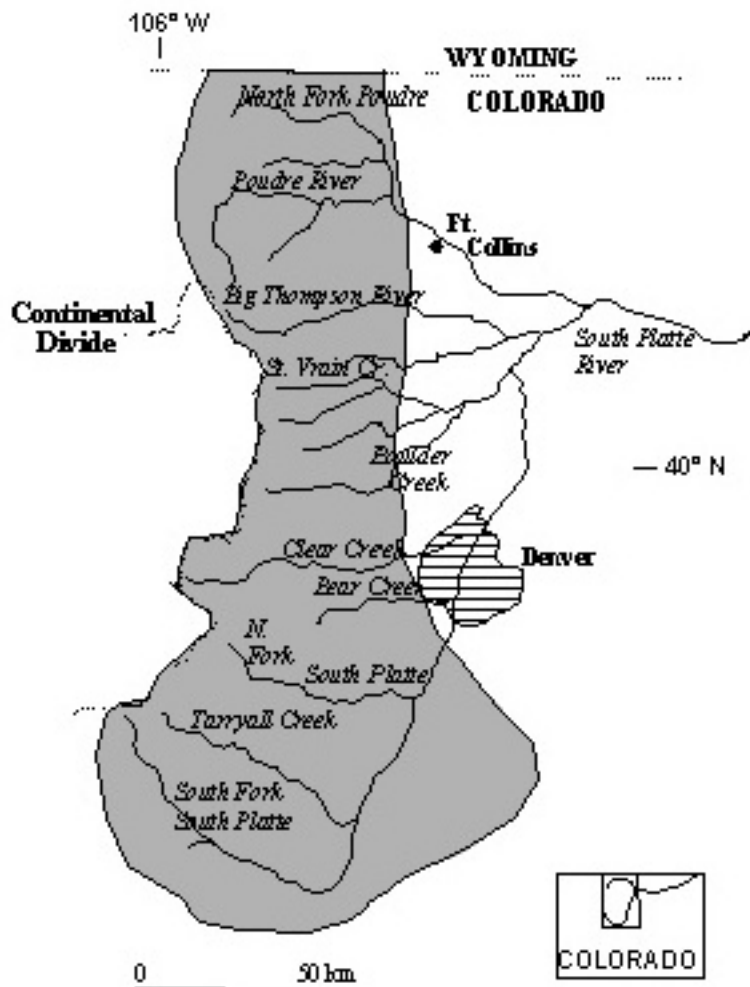 106° W
WYOMING
COLORADO
North Fork Poudre
Poudre River
Ft.
Collins
Big Thompson River
Continental
Divide
South Platte
River
St. Vrain Cr.
Boulder
Creek
40° N
Clear Creek
Denver
Bear Creek
N.
Fork
South Platte
Tarryall Creek
South Fork
South Platte
COLORADO
0 50 km